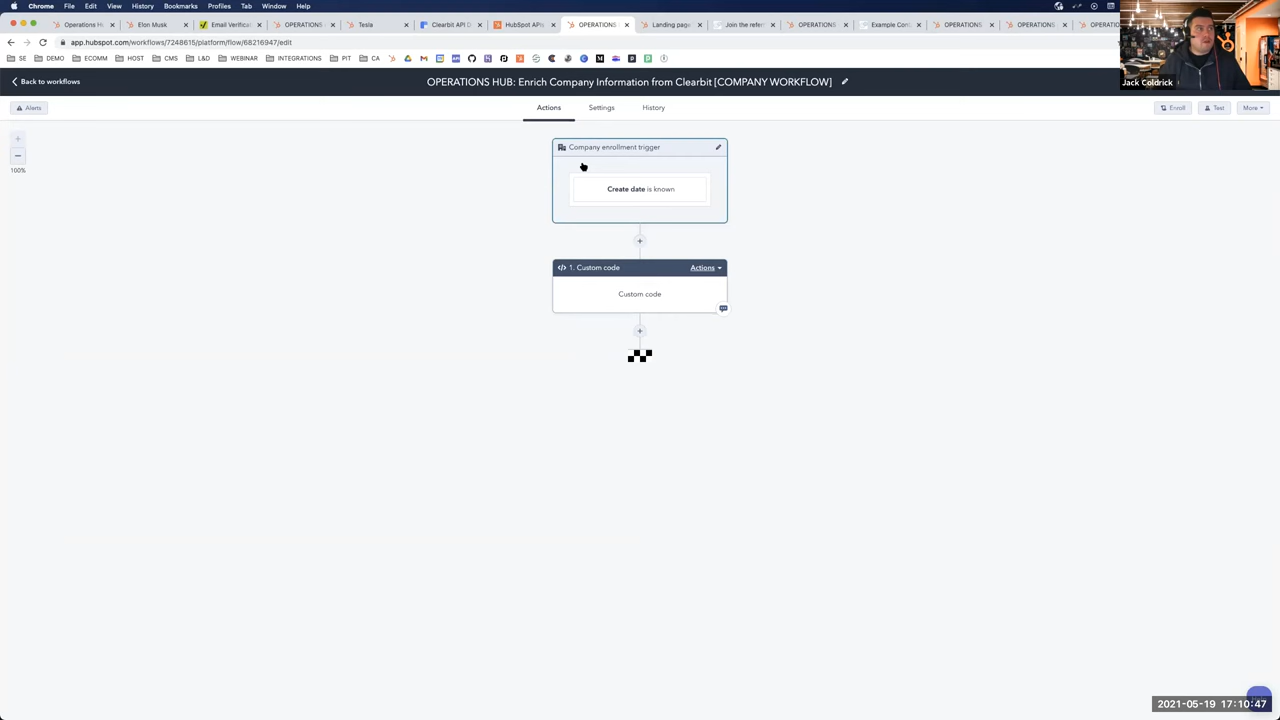 Chrome File Edit View History Bookmarks Profiles Tab Window Help
Operations H Elon Musk Email Verificat OPERATIONS Tesla Clearbit API D HubSpot APIs OPERATIONS Landing page Join the refer OPERATIONS Example Con OPERATIONS OPERATIONS OPERATIONS
app.hubspot.com/workflows/7248615/platform/flow/68216947/edit
SE DEMO ECOMM HOST CMS L&D WEBINAR INTEGRATIONS PIT CA
Jack Coldrick
Back to workflows
OPERATIONS HUB: Enrich Company Information from Clearbit [COMPANY WORKFLOW]
Alerts
Actions Settings History
Enroll Test More
100%
Company enrollment trigger
Create date is known
1. Custom code Actions
Custom code
2021-05-19 17:10:47